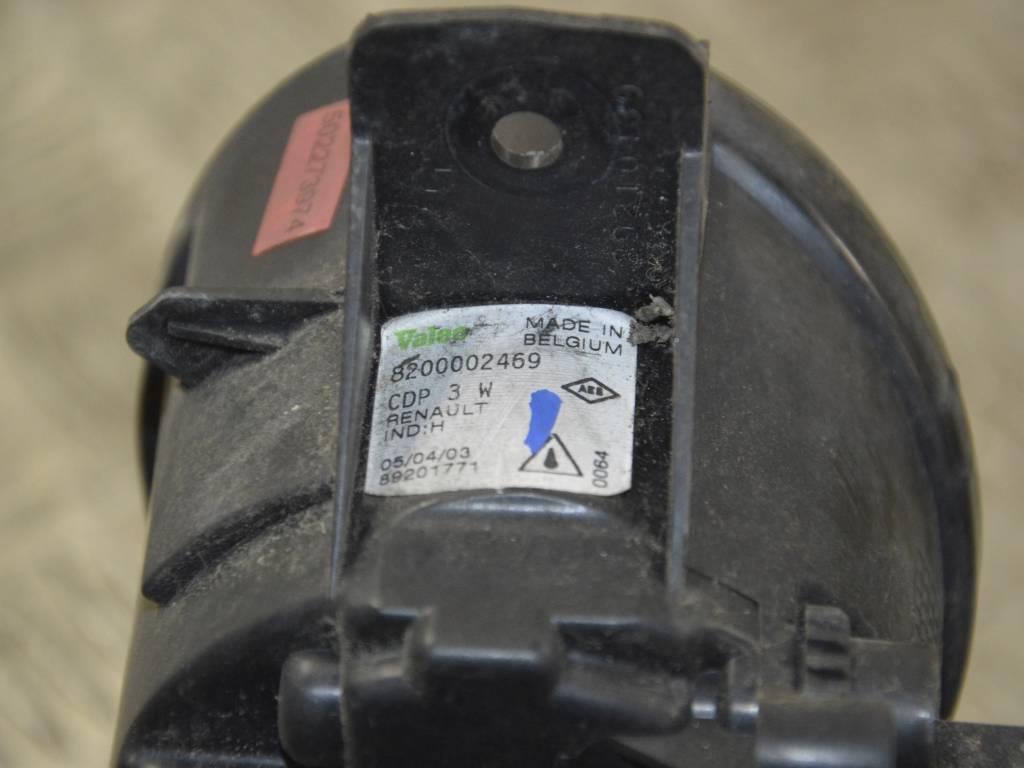 Valeo
MADE IN
BELGIUM
8200002469
CDP 3 W
RENAULT
IND:H
05/04/03
89201771
0064